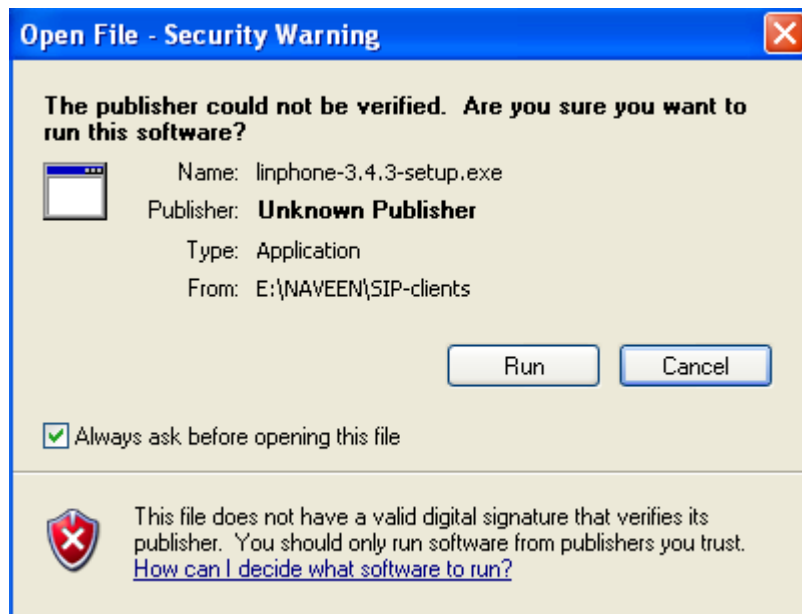 Open File - Security Warning
The publisher could not be verified. Are you sure you want to
run this software?
Name: linphone-3.4.3-setup.exe
Publisher: Unknown Publisher
Type: Application
From: E:\NAVEEN\SIP-clients
Run Cancel
Always ask before opening this file
This file does not have a valid digital signature that verifies its
publisher. You should only run software from publishers you trust.
How can I decide what software to run?